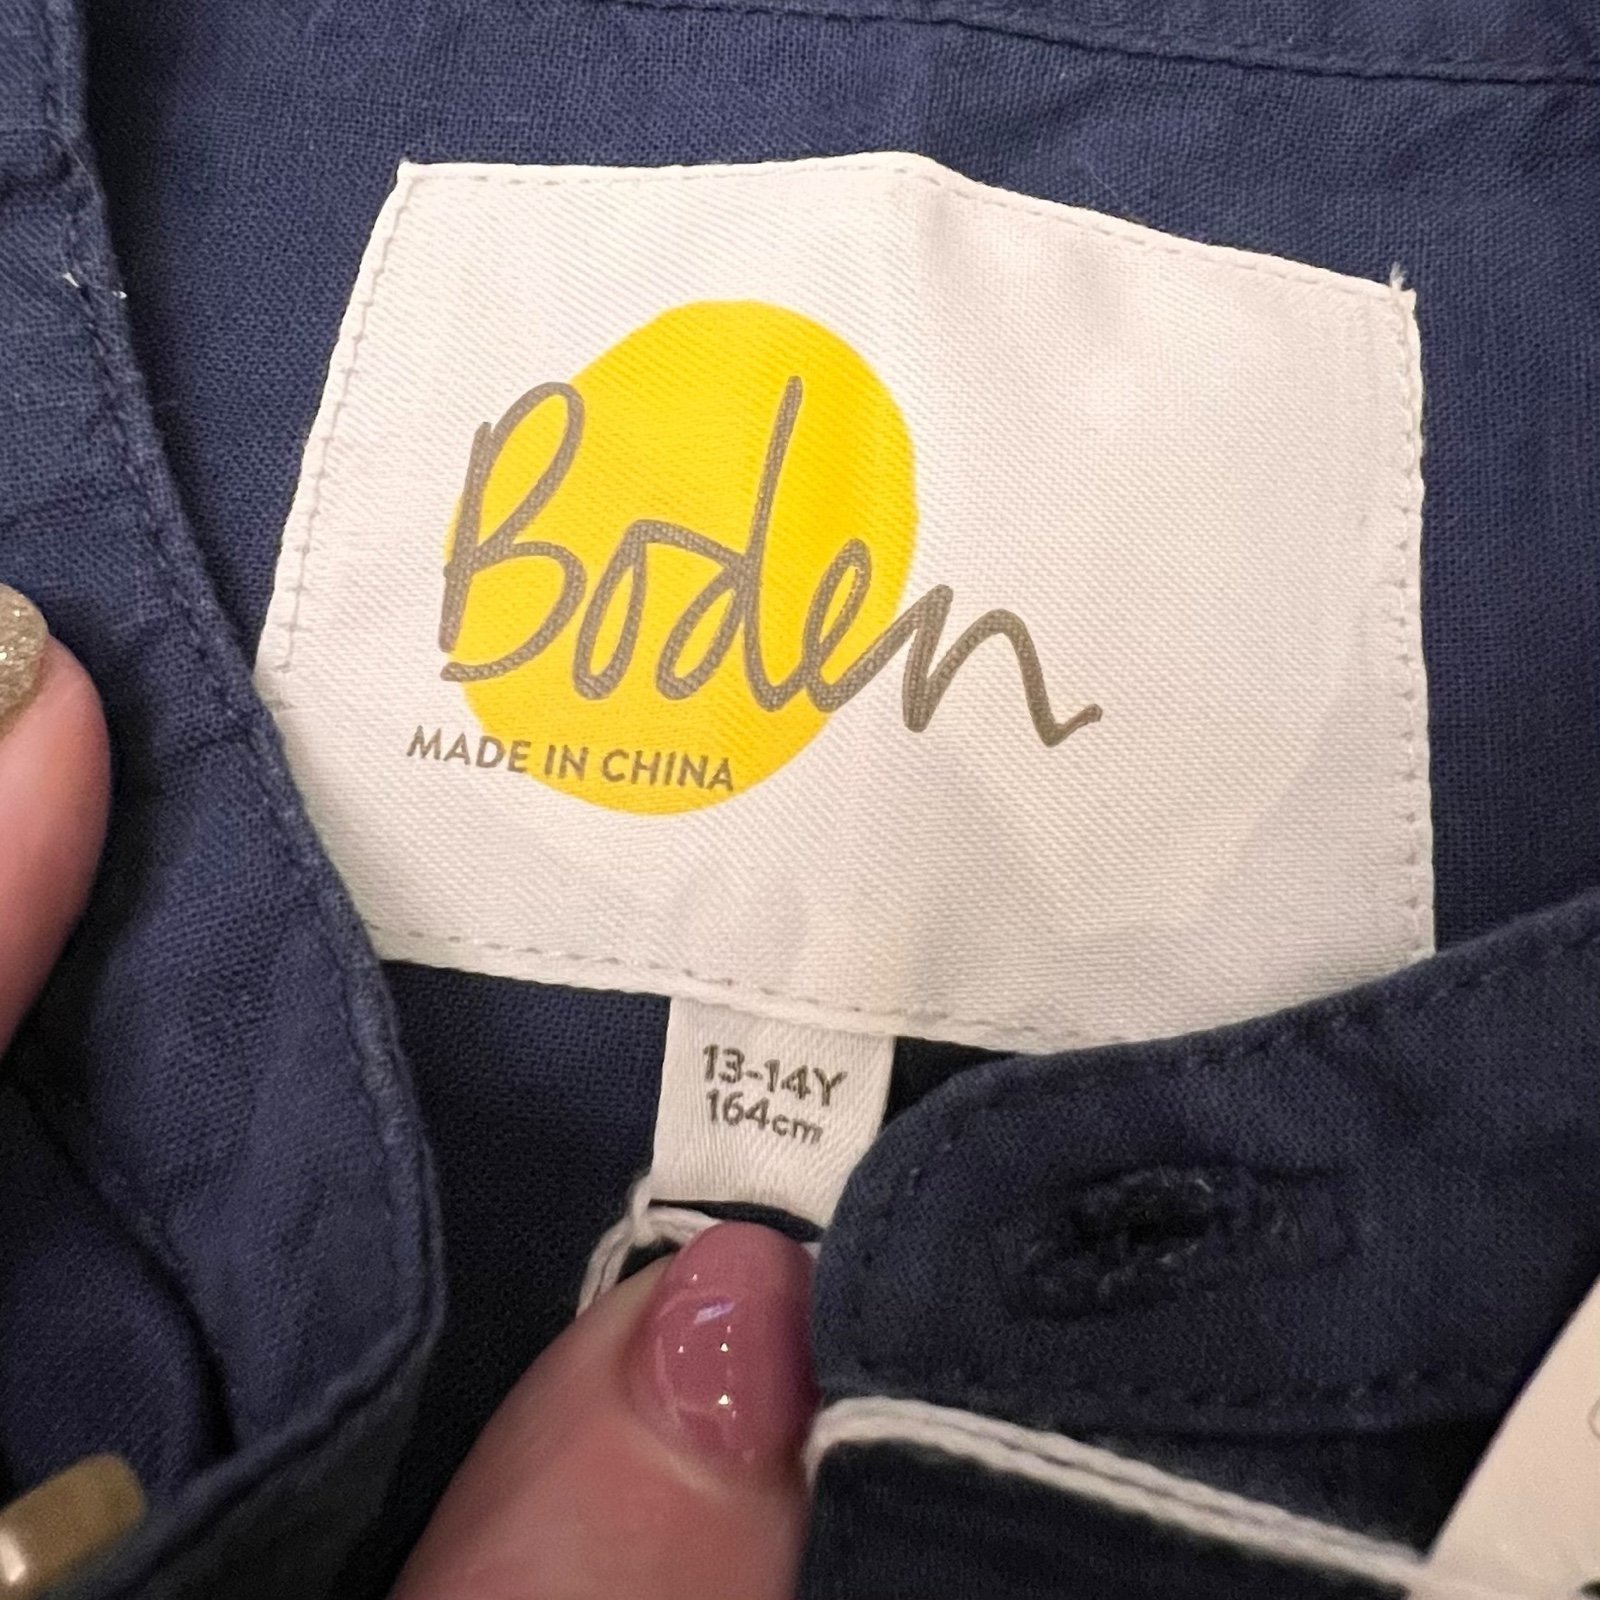 Boden
MADE IN CHINA
13-14Y
164cm